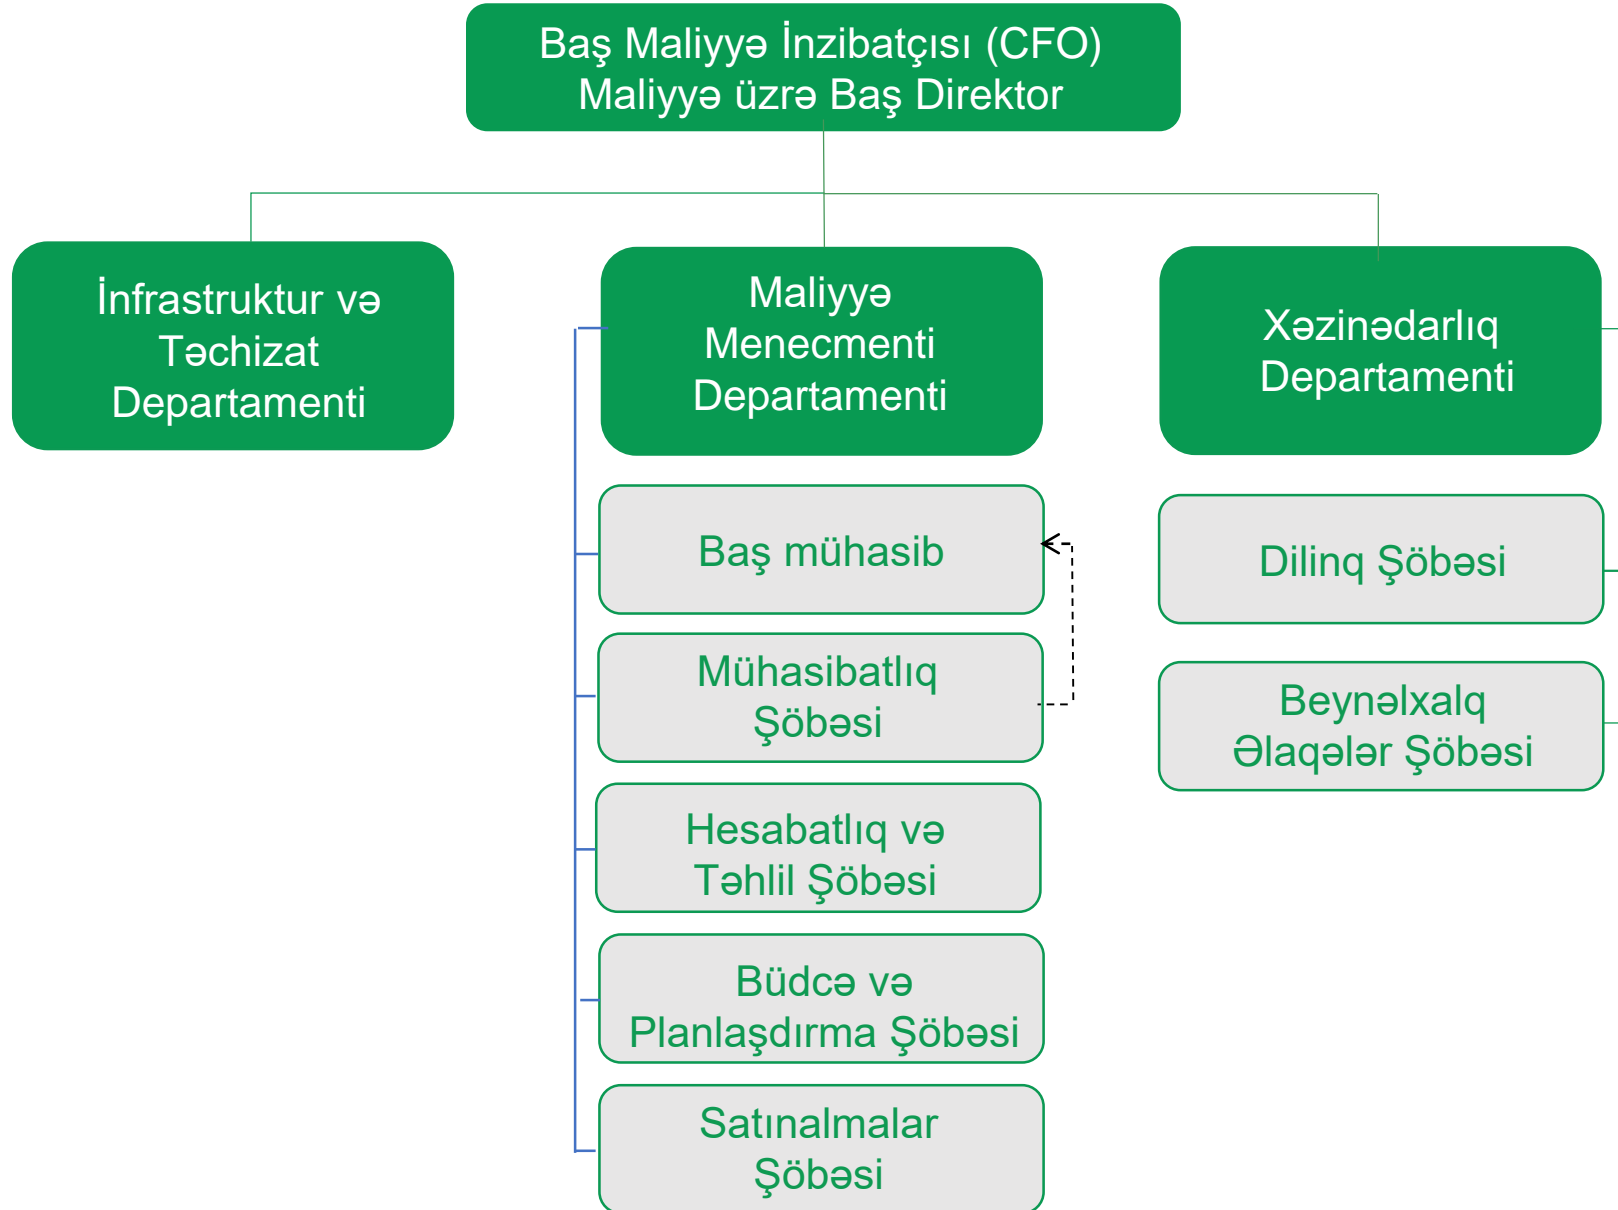 Baş Maliyyə İnzibatçısı (CFO)
Maliyyə üzrə Baş Direktor
İnfrastruktur və
Təchizat
Departamenti
Maliyyə
Menecmenti
Departamenti
Xəzinədarlıq
Departamenti
Baş mühasib
Mühasibatlıq
Şöbəsi
Hesabatlıq və
Təhlil Şöbəsi
Büdcə və
Planlaşdırma Şöbəsi
Satınalmalar
Şöbəsi
Dilinq Şöbəsi
Beynəlxalq
Əlaqələr Şöbəsi